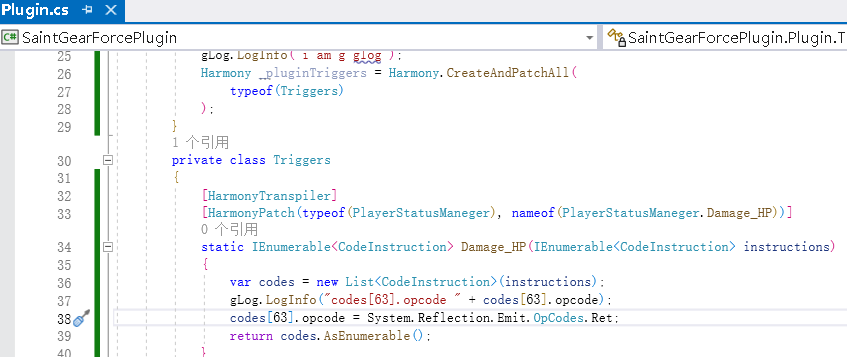 Plugin.cs
SaintGearForcePlugin
SaintGearForcePlugin.Plugin.T
25 gLog.LogInfo( i am g glog );
26 Harmony _pluginTriggers = Harmony.CreateAndPatchAll(
27 typeof(Triggers)
28 );
29 }
1 个引用
30 private class Triggers
31 {
32 [HarmonyTranspiler]
33 [HarmonyPatch(typeof(PlayerStatusManeger), nameof(PlayerStatusManeger.Damage_HP))]
0 个引用
34 static IEnumerable<CodeInstruction> Damage_HP(IEnumerable<CodeInstruction> instructions)
35 {
36 var codes = new List<CodeInstruction>(instructions);
37 gLog.LogInfo("codes[63].opcode " + codes[63].opcode);
38 codes[63].opcode = System.Reflection.Emit.OpCodes.Ret;
39 return codes.AsEnumerable();
40 }